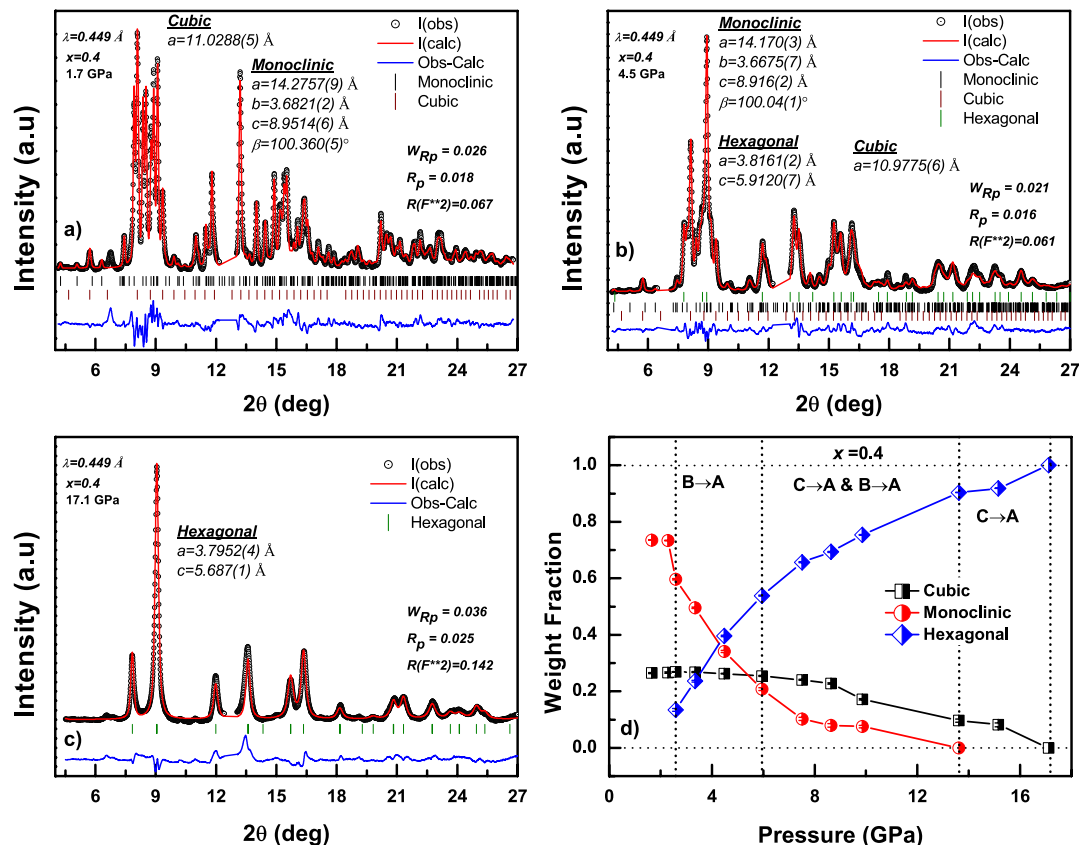 λ=0.449 Å
x=0.4
1.7 GPa
Cubic
a=11.0288(5) Å
Monoclinic
a=14.2757(9) Å
b=3.6821(2) Å
c=8.9514(6) Å
β=100.360(5)°
I(obs)
I(calc)
Obs-Calc
Monoclinic
Cubic
W_Rp = 0.026
R_p = 0.018
R(F**2)=0.067
a)
Intensity (a.u)
6 9 12 15 18 21 24 27
2θ (deg)
λ=0.449 Å
x=0.4
4.5 GPa
Monoclinic
a=14.170(3) Å
b=3.6675(7) Å
c=8.916(2) Å
β=100.04(1)°
Hexagonal
a=3.8161(2) Å
c=5.9120(7) Å
Cubic
a=10.9775(6) Å
I(obs)
I(calc)
Obs-Calc
Monoclinic
Cubic
Hexagonal
W_Rp = 0.021
R_p = 0.016
R(F**2)=0.061
b)
Intensity (a.u)
6 9 12 15 18 21 24 27
2θ (deg)
λ=0.449 Å
x=0.4
17.1 GPa
Hexagonal
a=3.7952(4) Å
c=5.687(1) Å
I(obs)
I(calc)
Obs-Calc
Hexagonal
W_Rp = 0.036
R_p = 0.025
R(F**2)=0.142
c)
Intensity (a.u)
6 9 12 15 18 21 24 27
2θ (deg)
x =0.4
B→A
C→A & B→A
C→A
Cubic
Monoclinic
Hexagonal
d)
Weight Fraction
1.0
0.8
0.6
0.4
0.2
0.0
0 4 8 12 16
Pressure (GPa)